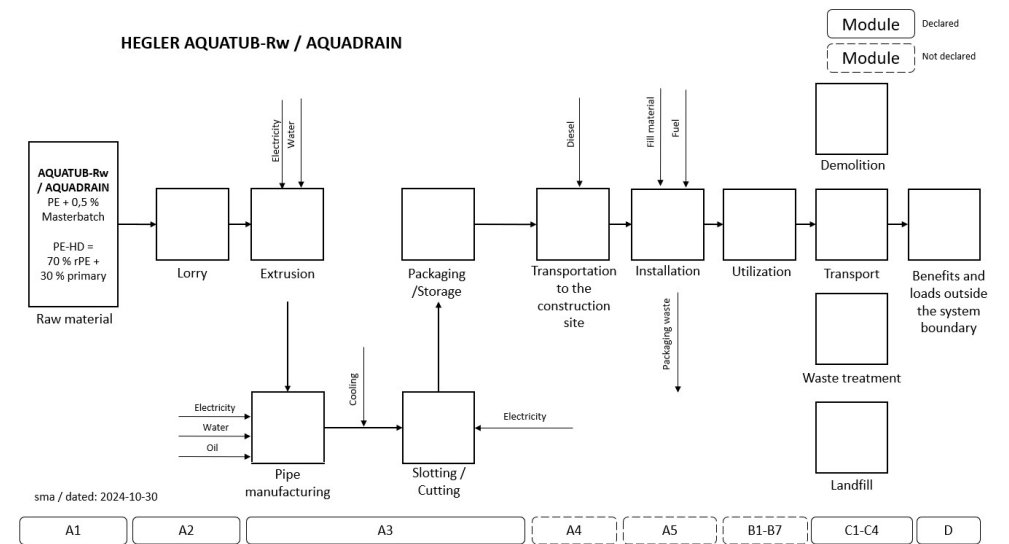 HEGLER AQUATUB-Rw / AQUADRAIN
Module
Declared
Module
Not declared
AQUATUB-Rw
/ AQUADRAIN
PE + 0,5 %
Masterbatch
PE-HD =
70 % rPE +
30 % primary
Raw material
Lorry
Electricity
Water
Extrusion
Packaging
/Storage
Diesel
Transportation
to the
construction
site
Fill material
Fuel
Installation
Packaging waste
Utilization
Demolition
Transport
Waste treatment
Landfill
Benefits and
loads outside
the system
boundary
Electricity
Water
Oil
Pipe
manufacturing
Cooling
Slotting /
Cutting
Electricity
sma / dated: 2024-10-30
A1
A2
A3
A4
A5
B1-B7
C1-C4
D